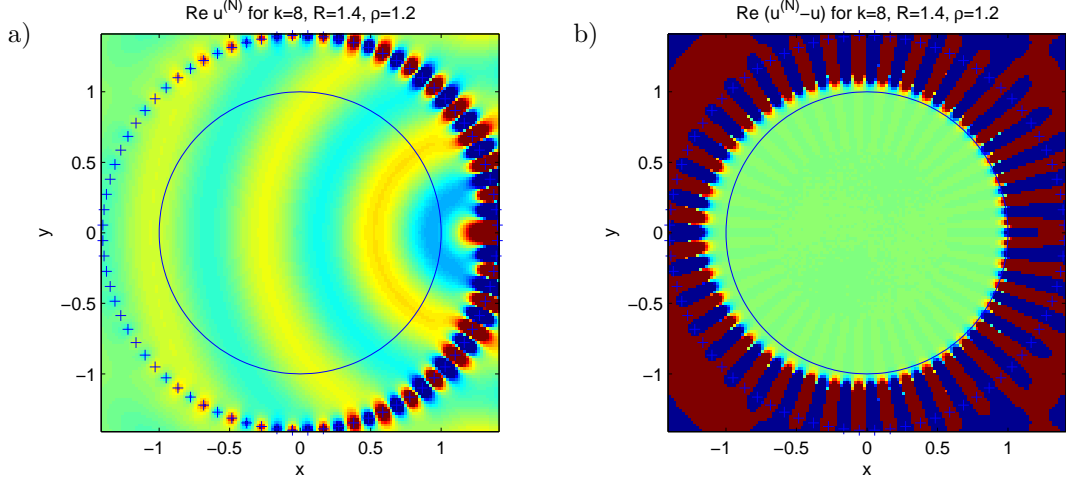 a)
Re u^(N) for k=8, R=1.4, ρ=1.2
y
1
0.5
0
−0.5
−1
−1 −0.5 0 0.5 1
x
b)
Re (u^(N)−u) for k=8, R=1.4, ρ=1.2
y
1
0.5
0
−0.5
−1
−1 −0.5 0 0.5 1
x